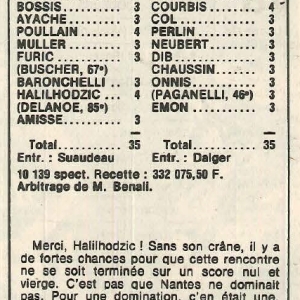 BOSSIS.......... 3 COURBIS.......... 4
AYACHE.......... 3 COL................ 3
POULLAIN........ 4 PERLIN............ 3
MULLER.......... 3 NEUBERT.......... 3
FURIC............ 3 DIB................ 3
(BUSCHER, 67e) CHAUSSIN........ 3
BARONCHELLI.. 3 ONNIS............ 3
HALILHODZIC... 4 (PAGANELLI, 46e) 3
(DELANOE, 85e) EMON............ 3
AMISSE.......... 3
Total.......... 35 Total.......... 35
Entr. : Suaudeau Entr. : Dalger
10 139 spect. Recette : 332 075,50 F.
Arbitrage de M. Benali.
Merci, Halilhodzic ! Sans son crâne, il y a
de fortes chances pour que cette rencontre
ne se soit terminée sur un score nul et
vierge. C'est pas que Nantes ne dominait
pas. Pour une domination, c'en était une.